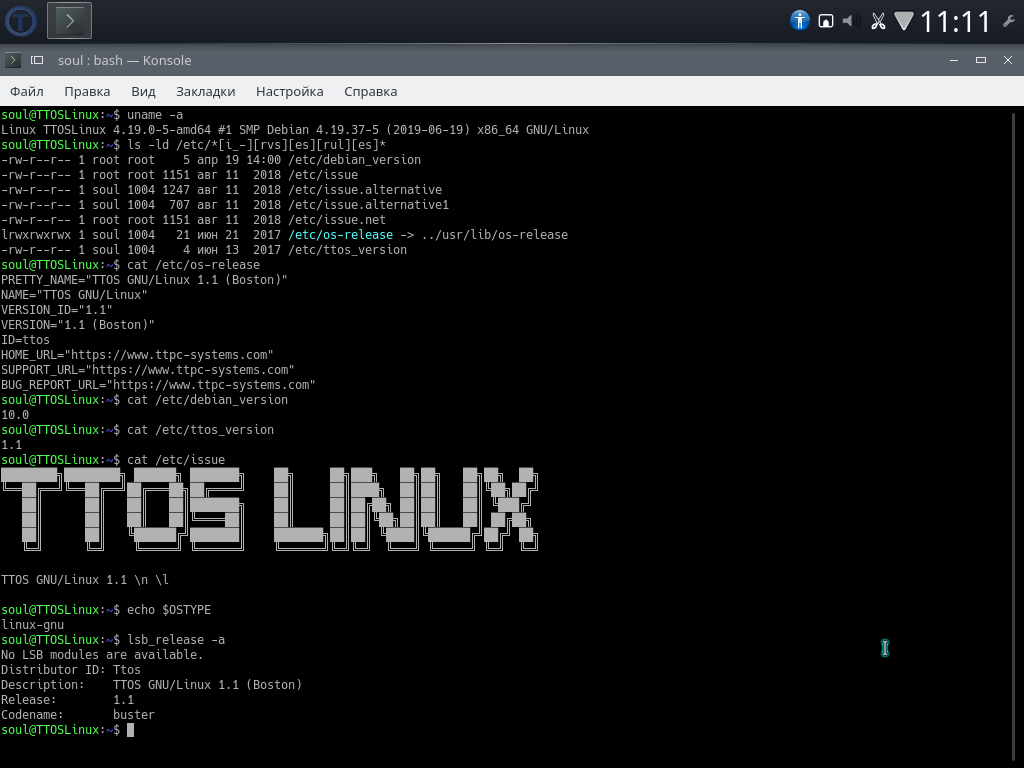 11:11
soul : bash — Konsole
Файл Правка Вид Закладки Настройка Справка
soul@TTOSLinux:~$ uname -a
Linux TTOSLinux 4.19.0-5-amd64 #1 SMP Debian 4.19.37-5 (2019-06-19) x86_64 GNU/Linux
soul@TTOSLinux:~$ ls -ld /etc/*[i_-][rvs][es][rul][es]*
-rw-r--r-- 1 root root    5 апр 19 14:00 /etc/debian_version
-rw-r--r-- 1 root root 1151 авг 11  2018 /etc/issue
-rw-r--r-- 1 soul 1004 1247 авг 11  2018 /etc/issue.alternative
-rw-r--r-- 1 soul 1004  707 авг 11  2018 /etc/issue.alternative1
-rw-r--r-- 1 root root 1151 авг 11  2018 /etc/issue.net
lrwxrwxrwx 1 soul 1004   21 июн 21  2017 /etc/os-release -> ../usr/lib/os-release
-rw-r--r-- 1 soul 1004    4 июн 13  2017 /etc/ttos_version
soul@TTOSLinux:~$ cat /etc/os-release
PRETTY_NAME="TTOS GNU/Linux 1.1 (Boston)"
NAME="TTOS GNU/Linux"
VERSION_ID="1.1"
VERSION="1.1 (Boston)"
ID=ttos
HOME_URL="https://www.ttpc-systems.com"
SUPPORT_URL="https://www.ttpc-systems.com"
BUG_REPORT_URL="https://www.ttpc-systems.com"
soul@TTOSLinux:~$ cat /etc/debian_version
10.0
soul@TTOSLinux:~$ cat /etc/ttos_version
1.1
soul@TTOSLinux:~$ cat /etc/issue
TTOS LINUX
TTOS GNU/Linux 1.1 \n \l
soul@TTOSLinux:~$ echo $OSTYPE
linux-gnu
soul@TTOSLinux:~$ lsb_release -a
No LSB modules are available.
Distributor ID: Ttos
Description:    TTOS GNU/Linux 1.1 (Boston)
Release:        1.1
Codename:       buster
soul@TTOSLinux:~$